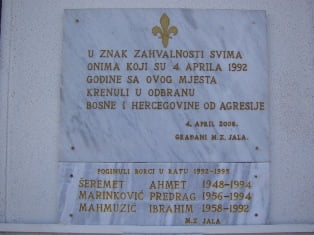 U ZNAK ZAHVALNOSTI SVIMA
ONIMA KOJI SU 4 APRILA 1992
GODINE SA OVOG MJESTA
KRENULI U ODBRANU
BOSNE I HERCEGOVINE OD AGRESIJE
4. APRIL 2008.
GRAĐANI M.Z. JALA.
POGINULI BORCI U RATU 1992-1995
ŠEREMET AHMET 1948-1994
MARINKOVIĆ PREDRAG 1956-1994
MAHMUZIĆ IBRAHIM 1958-1992
M.Z JALA